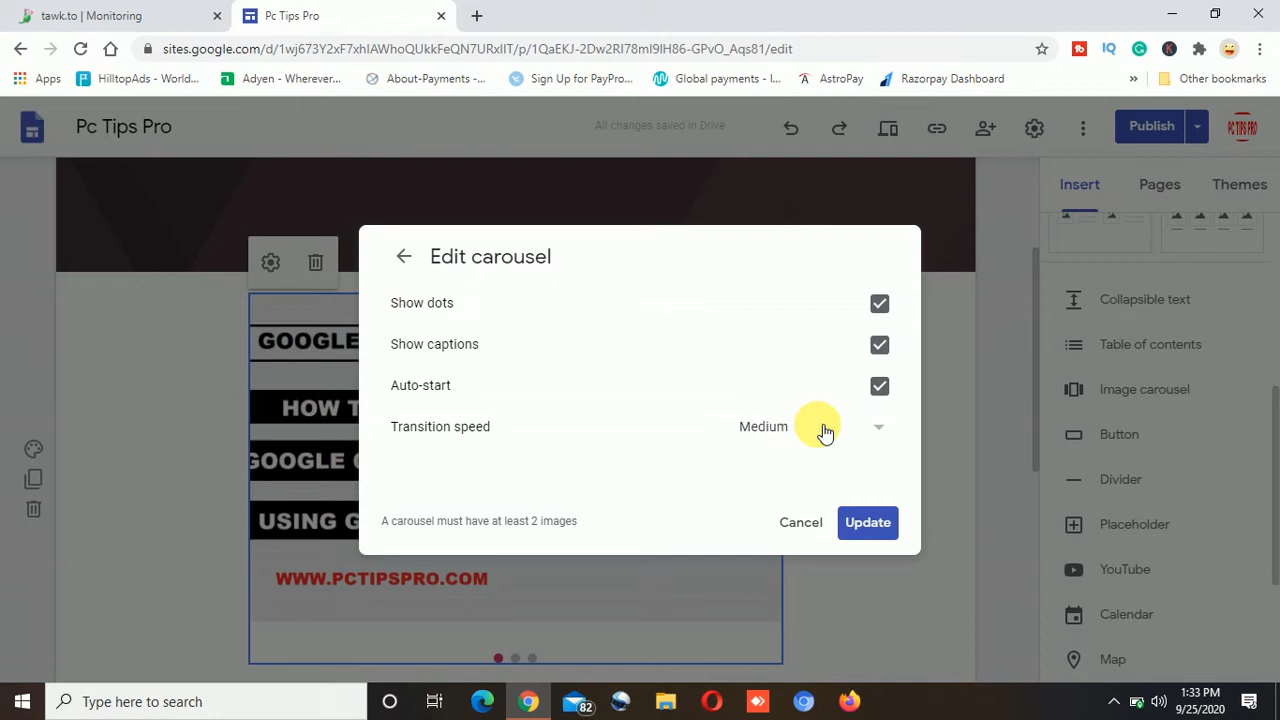 tawk.to | Monitoring
Pc Tips Pro
sites.google.com/d/1wj673Y2xF7xhIAWhoQUkkFeQN7URxIIT/p/1QaEKJ-2Dw2RI78mI9IH86-GPvO_Aqs81/edit
Apps HilltopAds - World... Adyen - Wherever... About-Payments -... Sign Up for PayPro... Global payments - I... AstroPay Razorpay Dashboard » Other bookmarks
Pc Tips Pro
All changes saved in Drive
Publish
PC TIPS PRO
Insert Pages Themes
Edit carousel
Show dots
Show captions
Auto-start
Transition speed Medium
A carousel must have at least 2 images
Cancel Update
GOOGLE
HOW T
GOOGLE
USING G
WWW.PCTIPSPRO.COM
Collapsible text
Table of contents
Image carousel
Button
Divider
Placeholder
YouTube
Calendar
Map
Type here to search
82
1:33 PM
9/25/2020